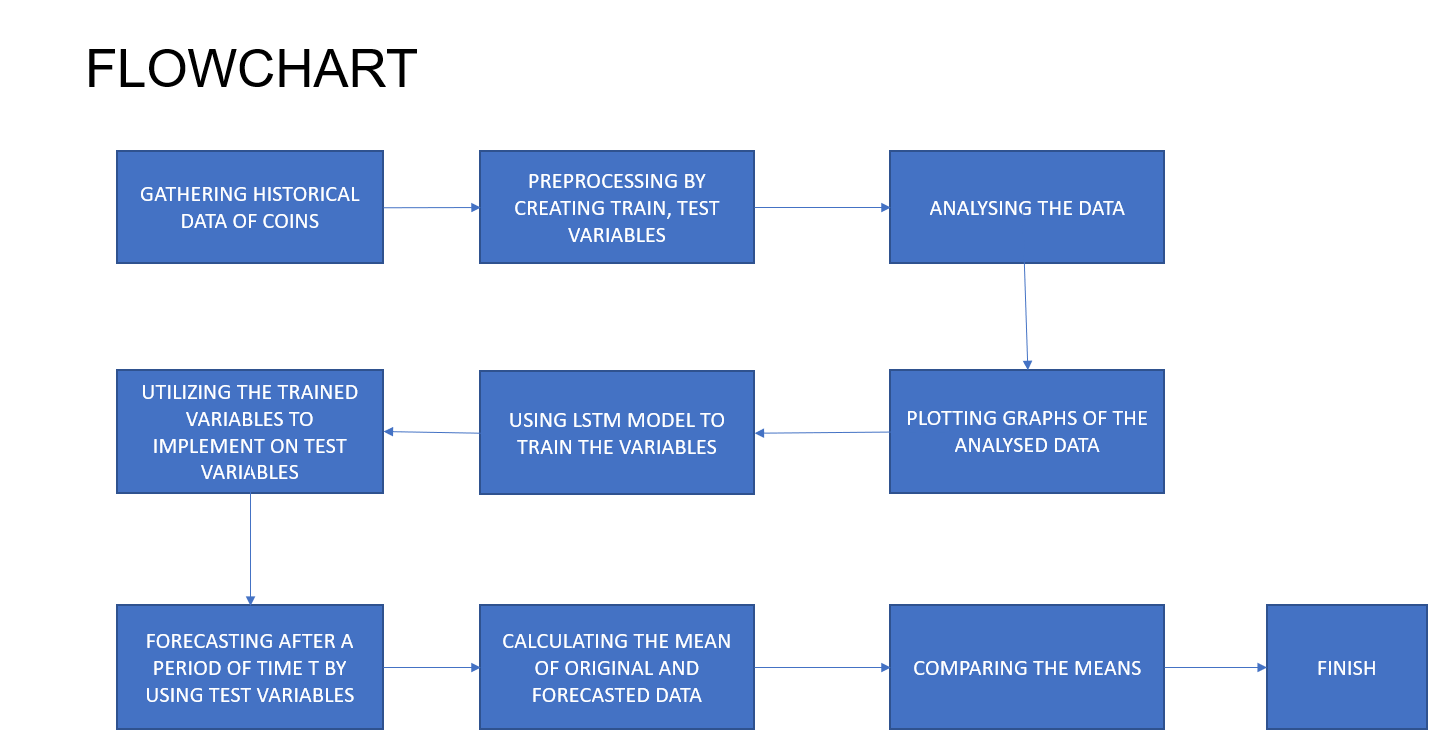 FLOWCHART
GATHERING HISTORICAL
DATA OF COINS
PREPROCESSING BY
CREATING TRAIN, TEST
VARIABLES
ANALYSING THE DATA
PLOTTING GRAPHS OF THE
ANALYSED DATA
USING LSTM MODEL TO
TRAIN THE VARIABLES
UTILIZING THE TRAINED
VARIABLES TO
IMPLEMENT ON TEST
VARIABLES
FORECASTING AFTER A
PERIOD OF TIME T BY
USING TEST VARIABLES
CALCULATING THE MEAN
OF ORIGINAL AND
FORECASTED DATA
COMPARING THE MEANS
FINISH